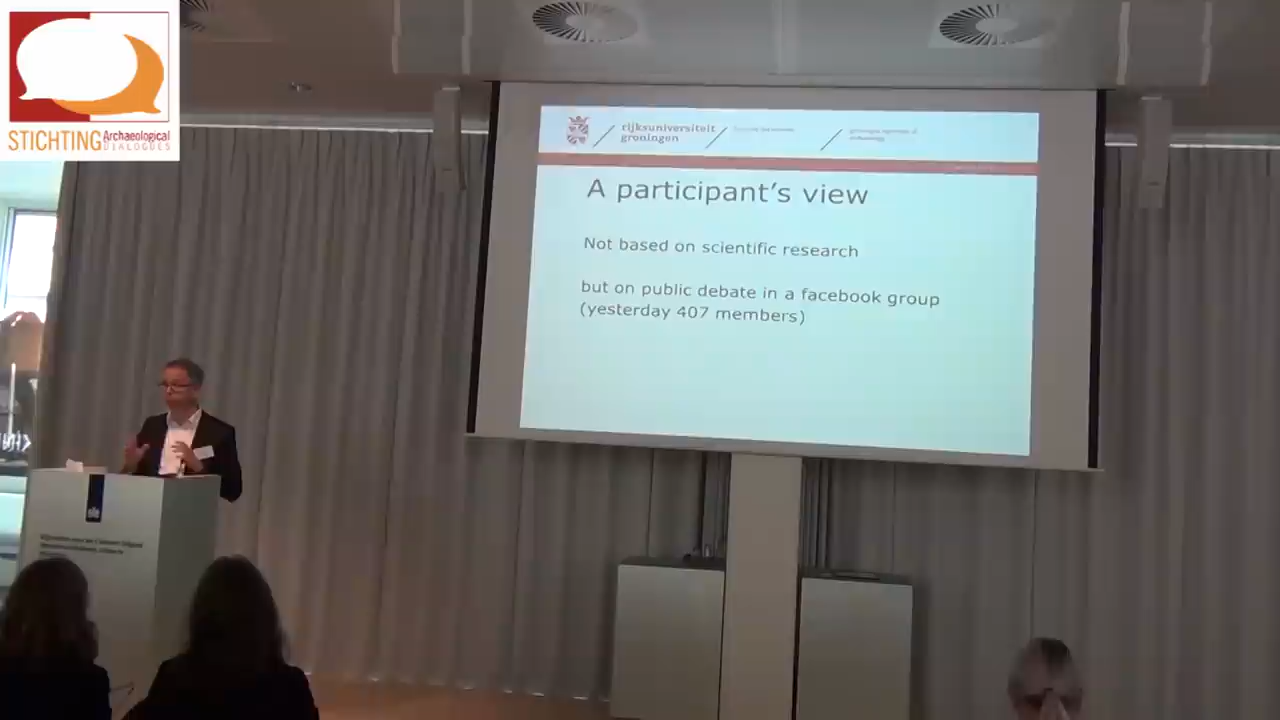 STICHTING Archaeological
DIALOGUES
rijksuniversiteit
groningen
A participant's view
Not based on scientific research
but on public debate in a facebook group
(yesterday 407 members)